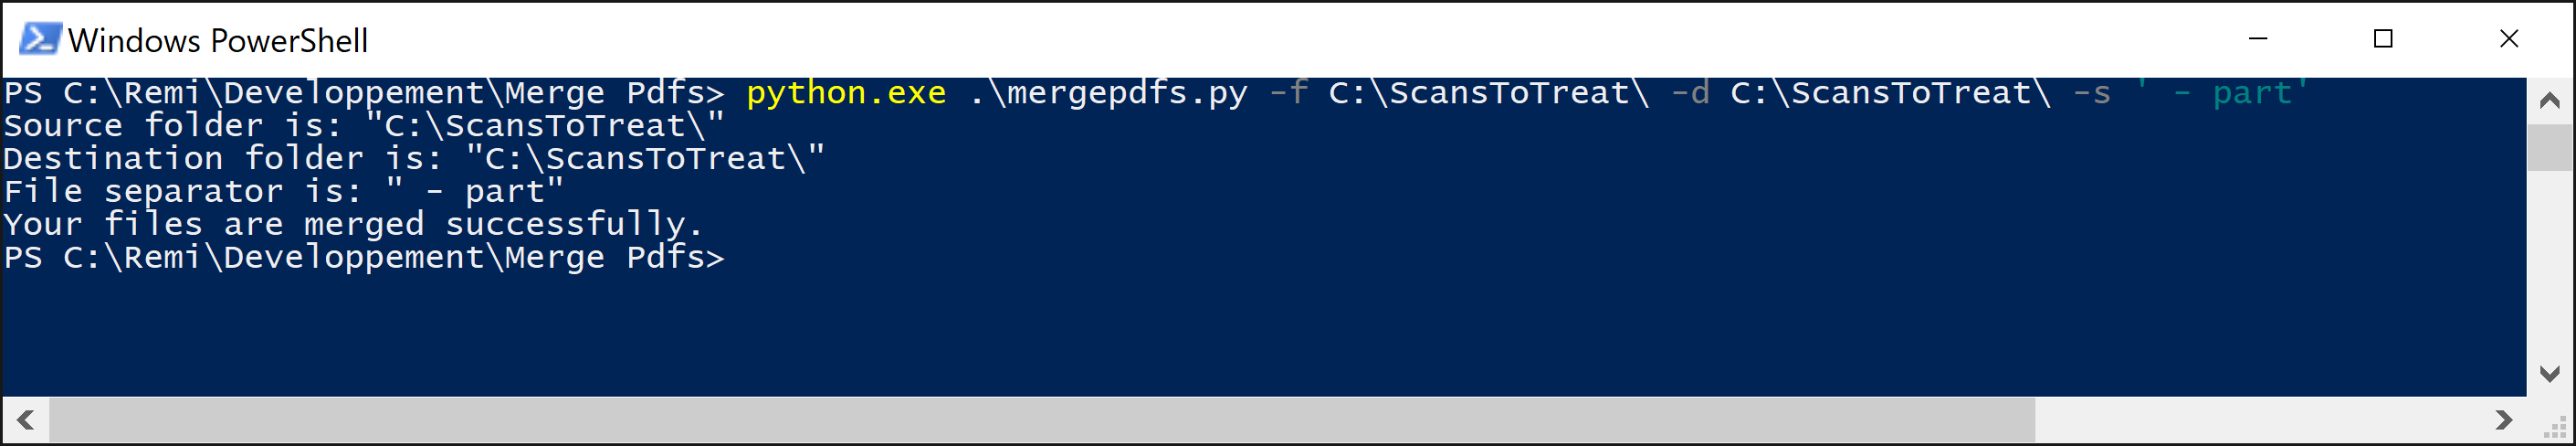 Windows PowerShell
PS C:\Remi\Developpement\Merge Pdfs> python.exe .\mergepdfs.py -f C:\ScansToTreat\ -d C:\ScansToTreat\ -s ' - part'
Source folder is: "C:\ScansToTreat\"
Destination folder is: "C:\ScansToTreat\"
File separator is: " - part"
Your files are merged successfully.
PS C:\Remi\Developpement\Merge Pdfs>